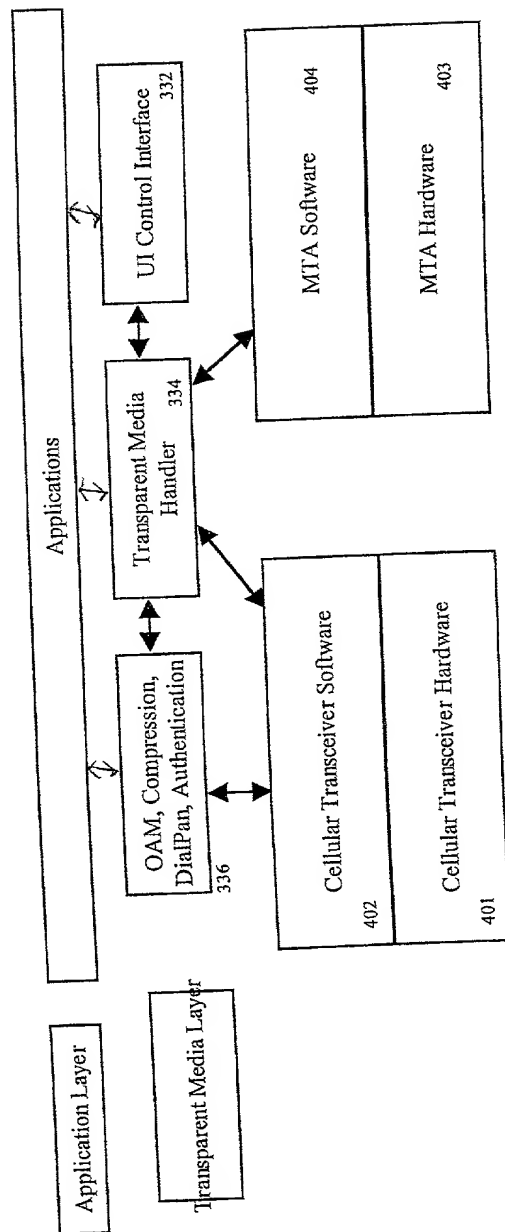 Application Layer
Applications
Transparent Media Layer
OAM, Compression,
DialPan, Authentication
336
Transparent Media
Handler
334
UI Control Interface
332
Cellular Transceiver Software
402
Cellular Transceiver Hardware
401
MTA Software
404
MTA Hardware
403